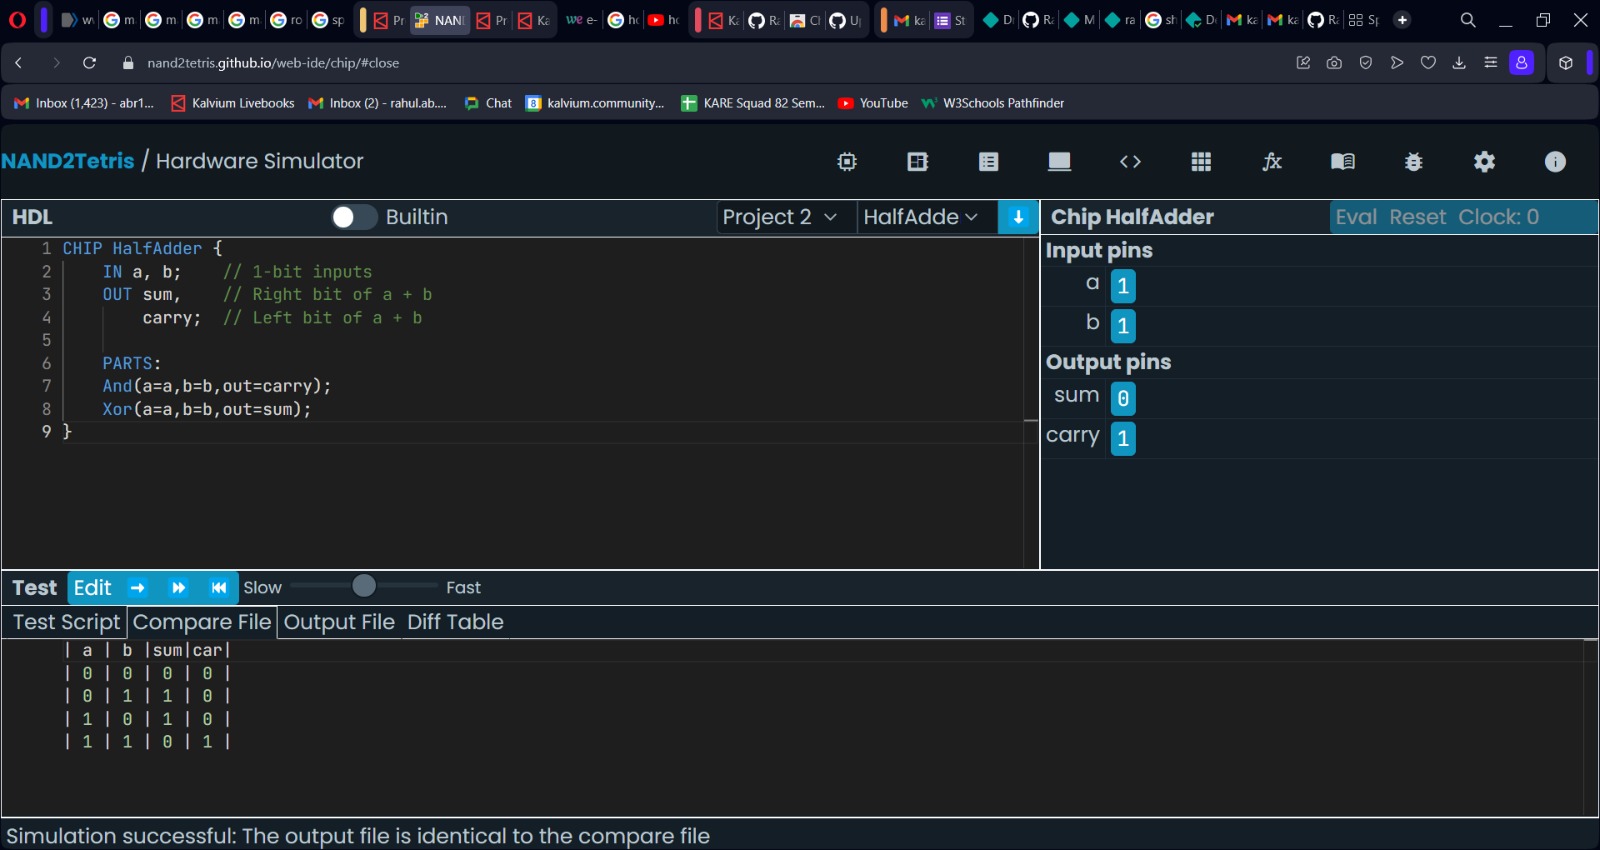 NAND
nand2tetris.github.io/web-ide/chip/#close
Inbox (1,423) - abr1... Kalvium Livebooks Inbox (2) - rahul.ab.... Chat kalvium.community... KARE Squad 82 Sem... YouTube W3Schools Pathfinder
NAND2Tetris / Hardware Simulator
HDL Builtin Project 2 HalfAdde
Chip HalfAdder Eval Reset Clock: 0
1 CHIP HalfAdder {
2 IN a, b; // 1-bit inputs
3 OUT sum, // Right bit of a + b
4 carry; // Left bit of a + b
5
6 PARTS:
7 And(a=a,b=b,out=carry);
8 Xor(a=a,b=b,out=sum);
9 }
Input pins
a 1
b 1
Output pins
sum 0
carry 1
Test Edit Slow Fast
Test Script Compare File Output File Diff Table
| a | b |sum|car|
| 0 | 0 | 0 | 0 |
| 0 | 1 | 1 | 0 |
| 1 | 0 | 1 | 0 |
| 1 | 1 | 0 | 1 |
Simulation successful: The output file is identical to the compare file